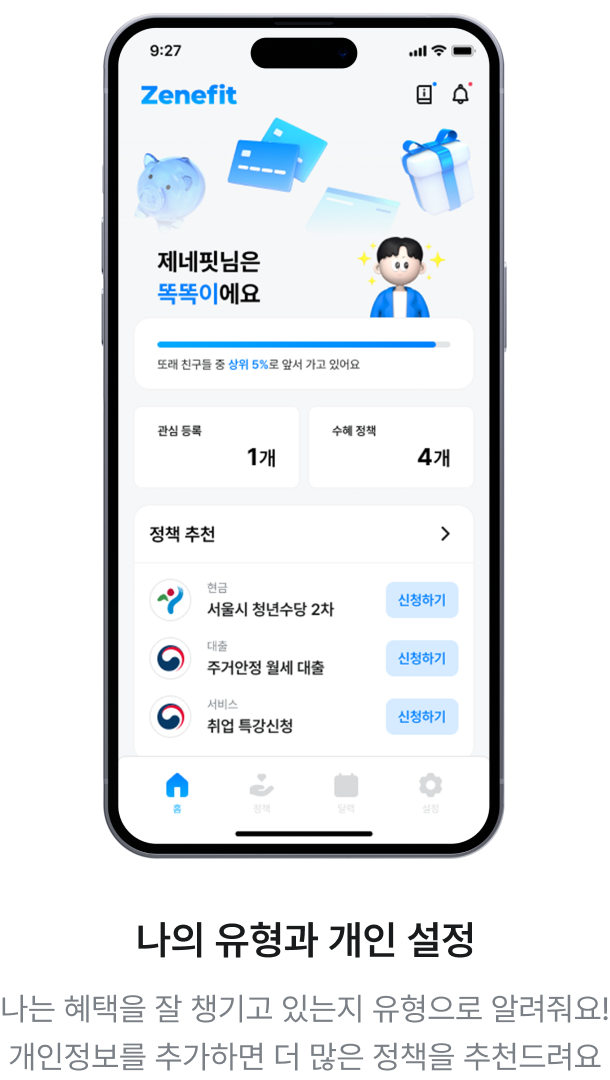 9:27
Zenefit
제네핏님은
똑똑이에요
또래 친구들 중 상위 5%로 앞서 가고 있어요
관심 등록
1개
수혜 정책
4개
정책 추천
현금
서울시 청년수당 2차
신청하기
대출
주거안정 월세 대출
신청하기
서비스
취업 특강신청
신청하기
홈
정책
달력
설정
나의 유형과 개인 설정
나는 혜택을 잘 챙기고 있는지 유형으로 알려줘요!
개인정보를 추가하면 더 많은 정책을 추천드려요